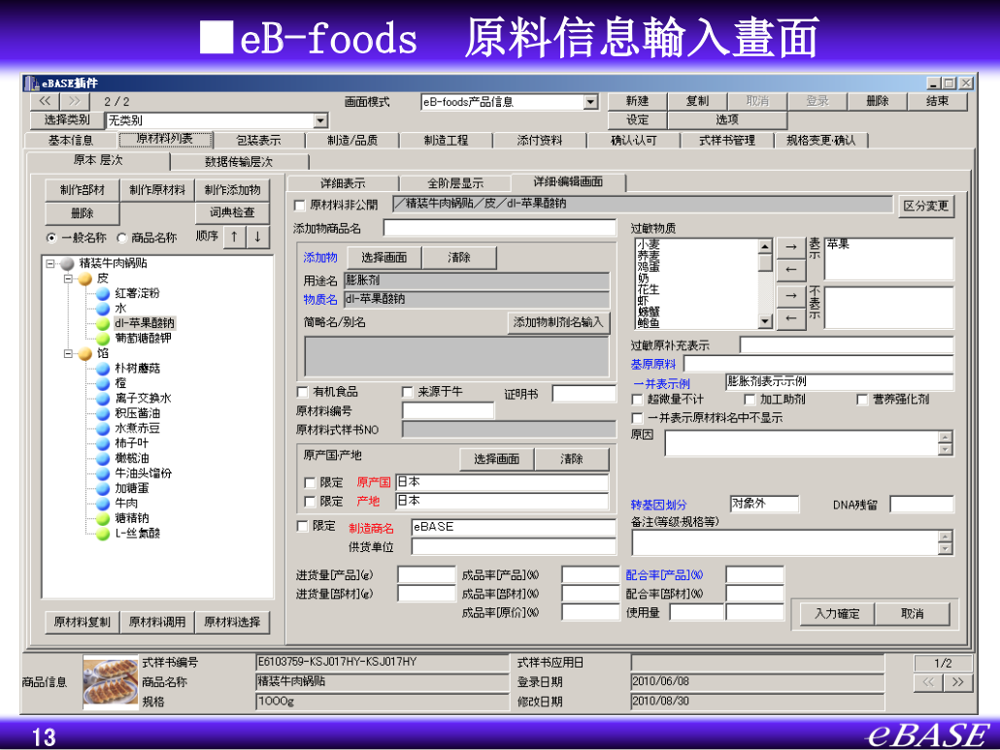 ■eB-foods 原料信息輸入畫面
eBASE插件
<< >> 2/2 画面模式 eB-foods产品信息 新建 复制 取消 登录 删除 结束
选择类别 无类别 设定 选项
基本信息 原材料列表 包装表示 制造/品质 制造工程 添付资料 确认·认可 式样书管理 规格变更·确认
原本 层次 数据传输层次
制作部材 制作原材料 制作添加物
删除 词典检查
一般名称 商品名称 顺序 ↑ ↓
精装牛肉锅贴
皮
红薯淀粉
水
dl-苹果酸钠
葡萄糖酸钾
馅
朴树蘑菇
橙
离子交换水
积压酱油
水煮赤豆
柿子叶
橄榄油
牛油头馏份
加糖蛋
牛肉
糖精钠
L-丝氨酸
原材料复制 原材料调用 原材料选择
详细表示 全阶层显示 详细·编辑画面
原材料非公開 /精装牛肉锅贴/皮/dl-苹果酸钠 区分变更
添加物商品名
添加物 选择画面 清除
用途名 膨胀剂
物质名 dl-苹果酸钠
简略名/别名 添加物制剂名输入
有机食品 来源于牛 证明书
原材料编号
原材料式样书NO
原产国·产地 选择画面 清除
限定 原产国 日本
限定 产地 日本
限定 制造商名 eBASE
供货单位
进货量[产品](g) 成品率[产品](%) 配合率[产品](%)
进货量[部材](g) 成品率[部材](%) 配合率[部材](%)
成品率[原价](%) 使用量
过敏物质
小麦
荞麦
鸡蛋
奶
花生
虾
螃蟹
鲍鱼
→ ← 表示 苹果
→ ← 不表示
过敏原补充表示
基原原料
一并表示例 膨胀剂表示示例
超微量不计 加工助剂 营养强化剂
一并表示原材料名中不显示
原因
转基因划分 对象外 DNA残留
备注(等级·规格等)
入力確定 取消
商品信息
式样书编号 E6103759-KSJ017HY-KSJ017HY 式样书应用日 1/2
商品名称 精装牛肉锅贴 登录日期 2010/06/08 << >>
规格 1000g 修改日期 2010/08/30
13 eBASE